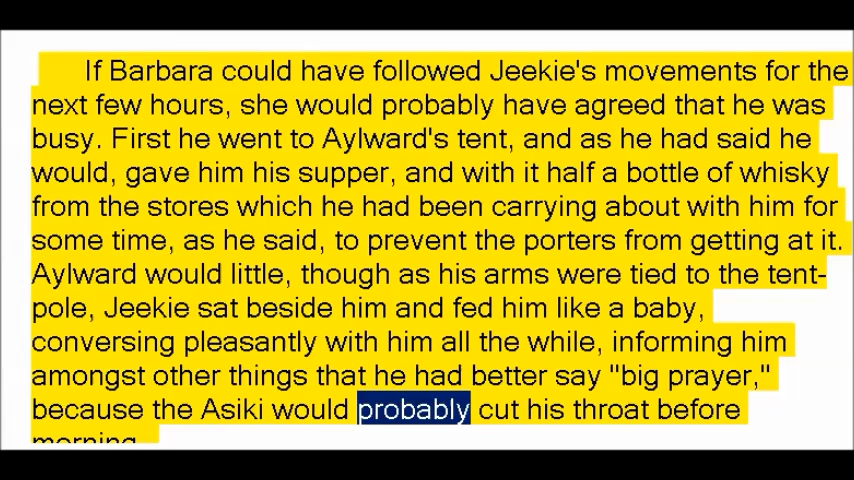 If Barbara could have followed Jeekie's movements for the
next few hours, she would probably have agreed that he was
busy. First he went to Aylward's tent, and as he had said he
would, gave him his supper, and with it half a bottle of whisky
from the stores which he had been carrying about with him for
some time, as he said, to prevent the porters from getting at it.
Aylward would little, though as his arms were tied to the tent-
pole, Jeekie sat beside him and fed him like a baby,
conversing pleasantly with him all the while, informing him
amongst other things that he had better say "big prayer,"
because the Asiki would probably cut his throat before
morning.